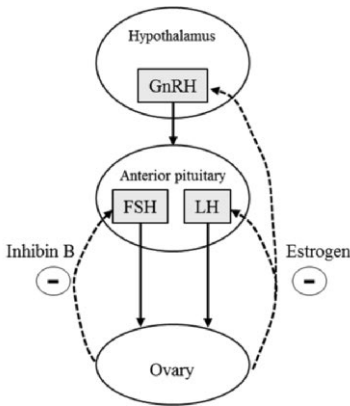 Hypothalamus
GnRH
Anterior pituitary
FSH
LH
Inhibin B
-
Estrogen
-
Ovary